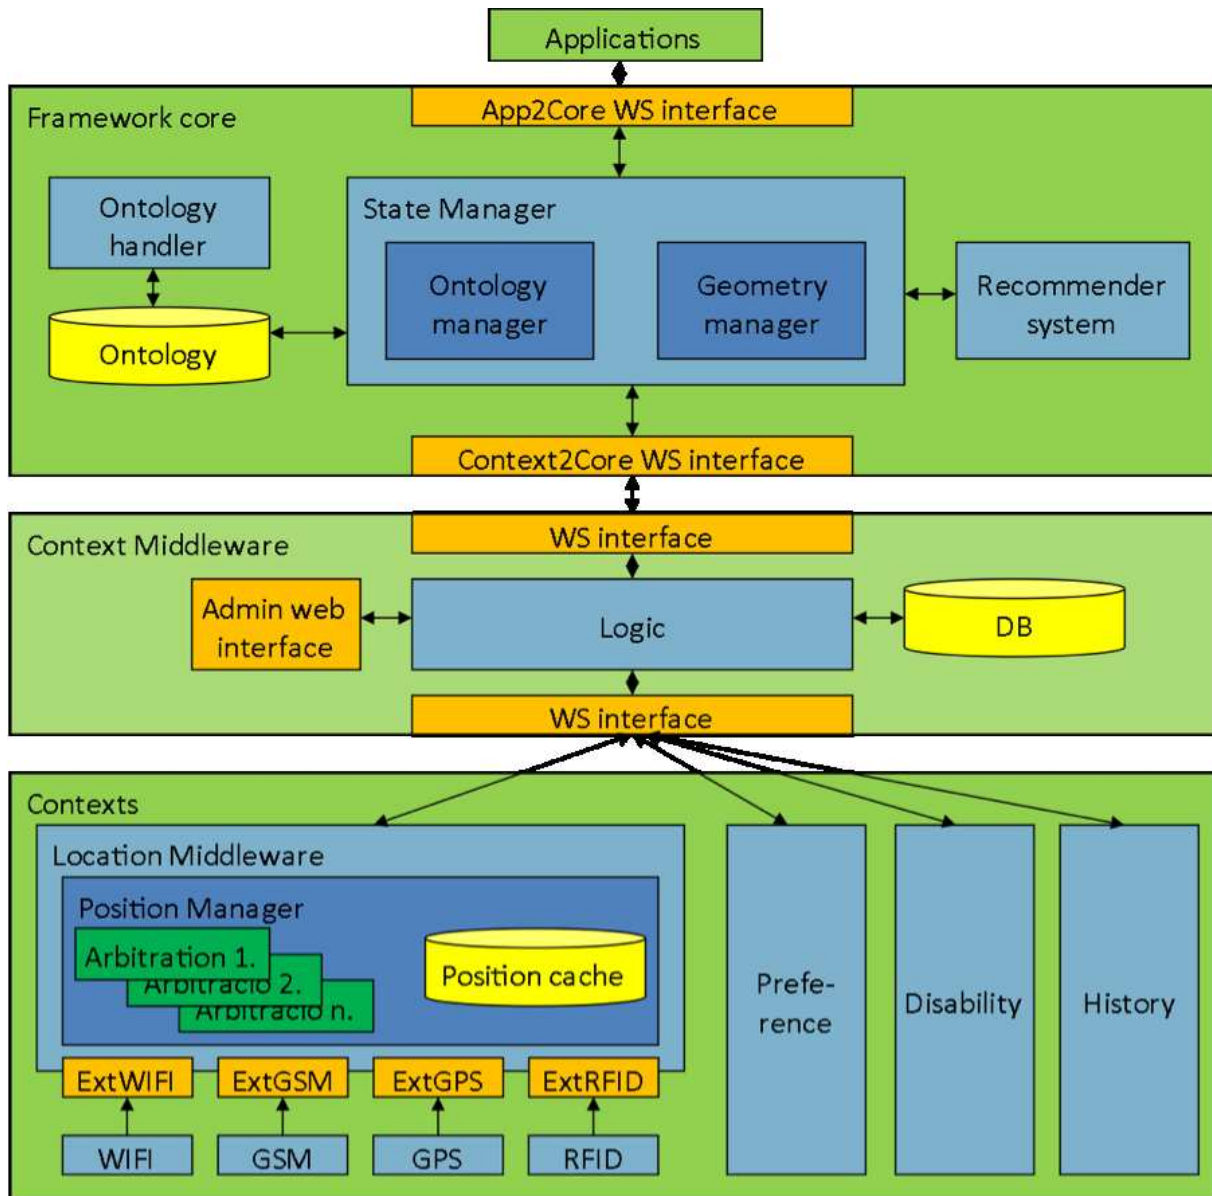 Applications
App2Core WS interface
Framework core
Ontology
handler
State Manager
Ontology
manager
Geometry
manager
Recommender
system
Ontology
Context2Core WS interface
WS interface
Context Middleware
Admin web
interface
Logic
DB
WS interface
Contexts
Location Middleware
Position Manager
Arbitration 1.
Arbitració 2.
Arbitració n.
Position cache
Prefe-
rence
Disability
History
ExtWIFI
ExtGSM
ExtGPS
ExtRFID
WIFI
GSM
GPS
RFID